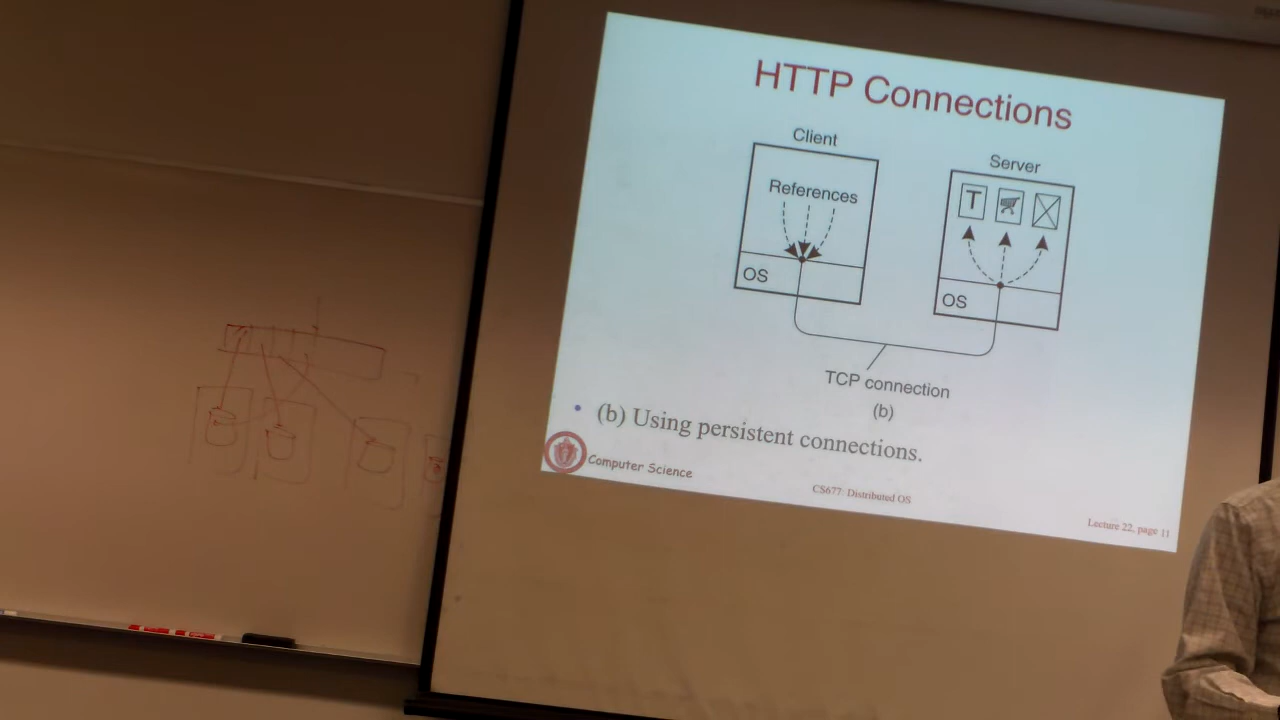 HTTP Connections
Client
Server
References
T
OS
OS
TCP connection
(b)
• (b) Using persistent connections.
Computer Science
CS677: Distributed OS
Lecture 22, page 11